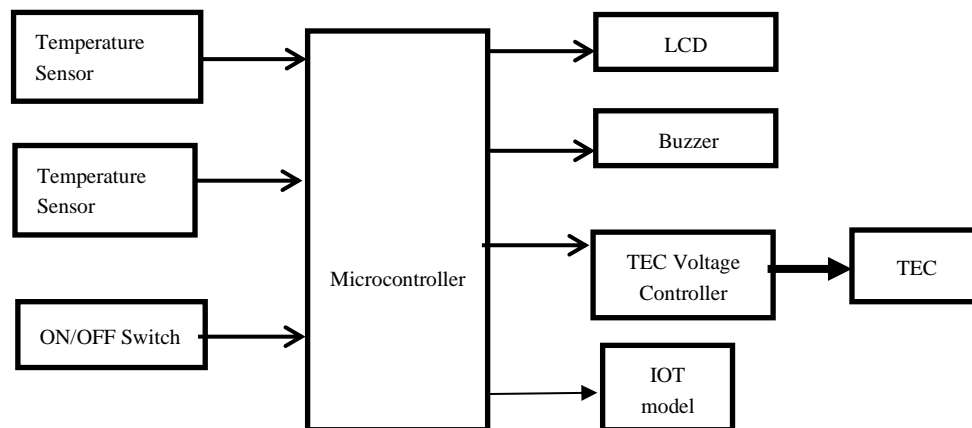 Temperature
Sensor
Temperature
Sensor
ON/OFF Switch
Microcontroller
LCD
Buzzer
TEC Voltage
Controller
TEC
IOT
model